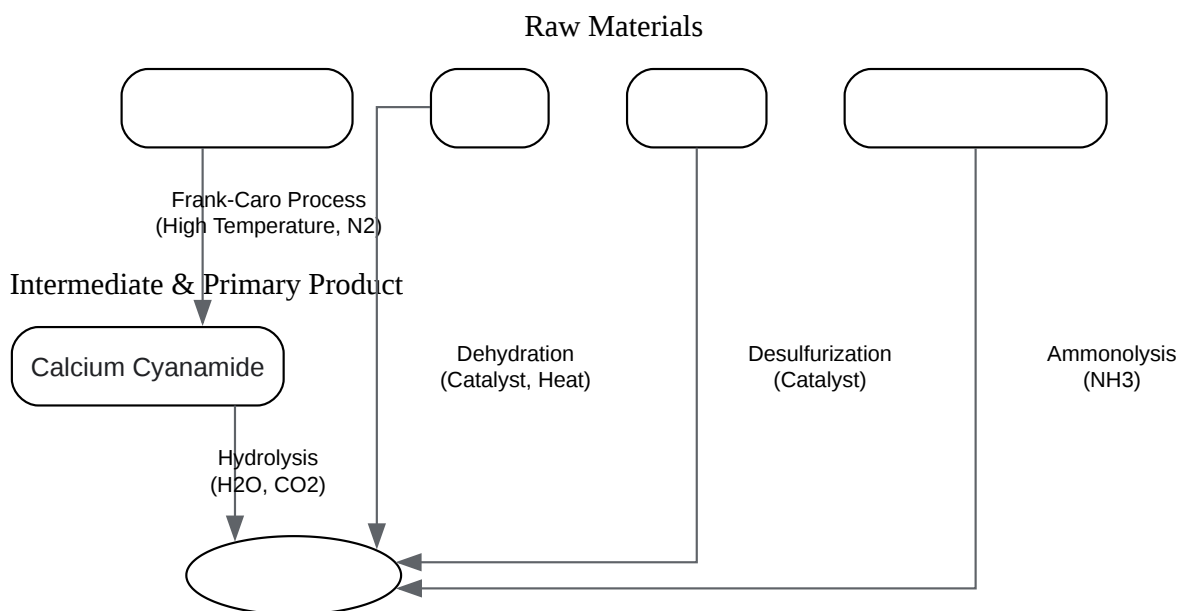 Raw Materials
Frank-Caro Process
(High Temperature, N2)
Intermediate & Primary Product
Calcium Cyanamide
Dehydration
(Catalyst, Heat)
Desulfurization
(Catalyst)
Ammonolysis
(NH3)
Hydrolysis
(H2O, CO2)